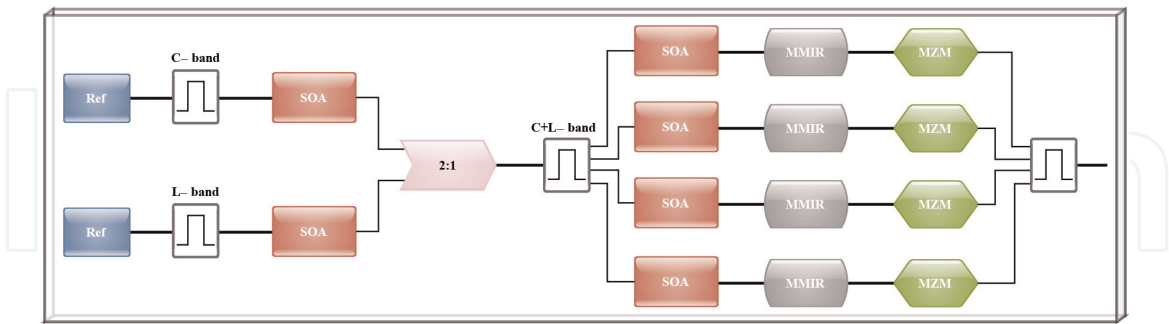 C– band
Ref
SOA
L– band
Ref
SOA
2:1
C+L– band
SOA
MMIR
MZM
SOA
MMIR
MZM
SOA
MMIR
MZM
SOA
MMIR
MZM